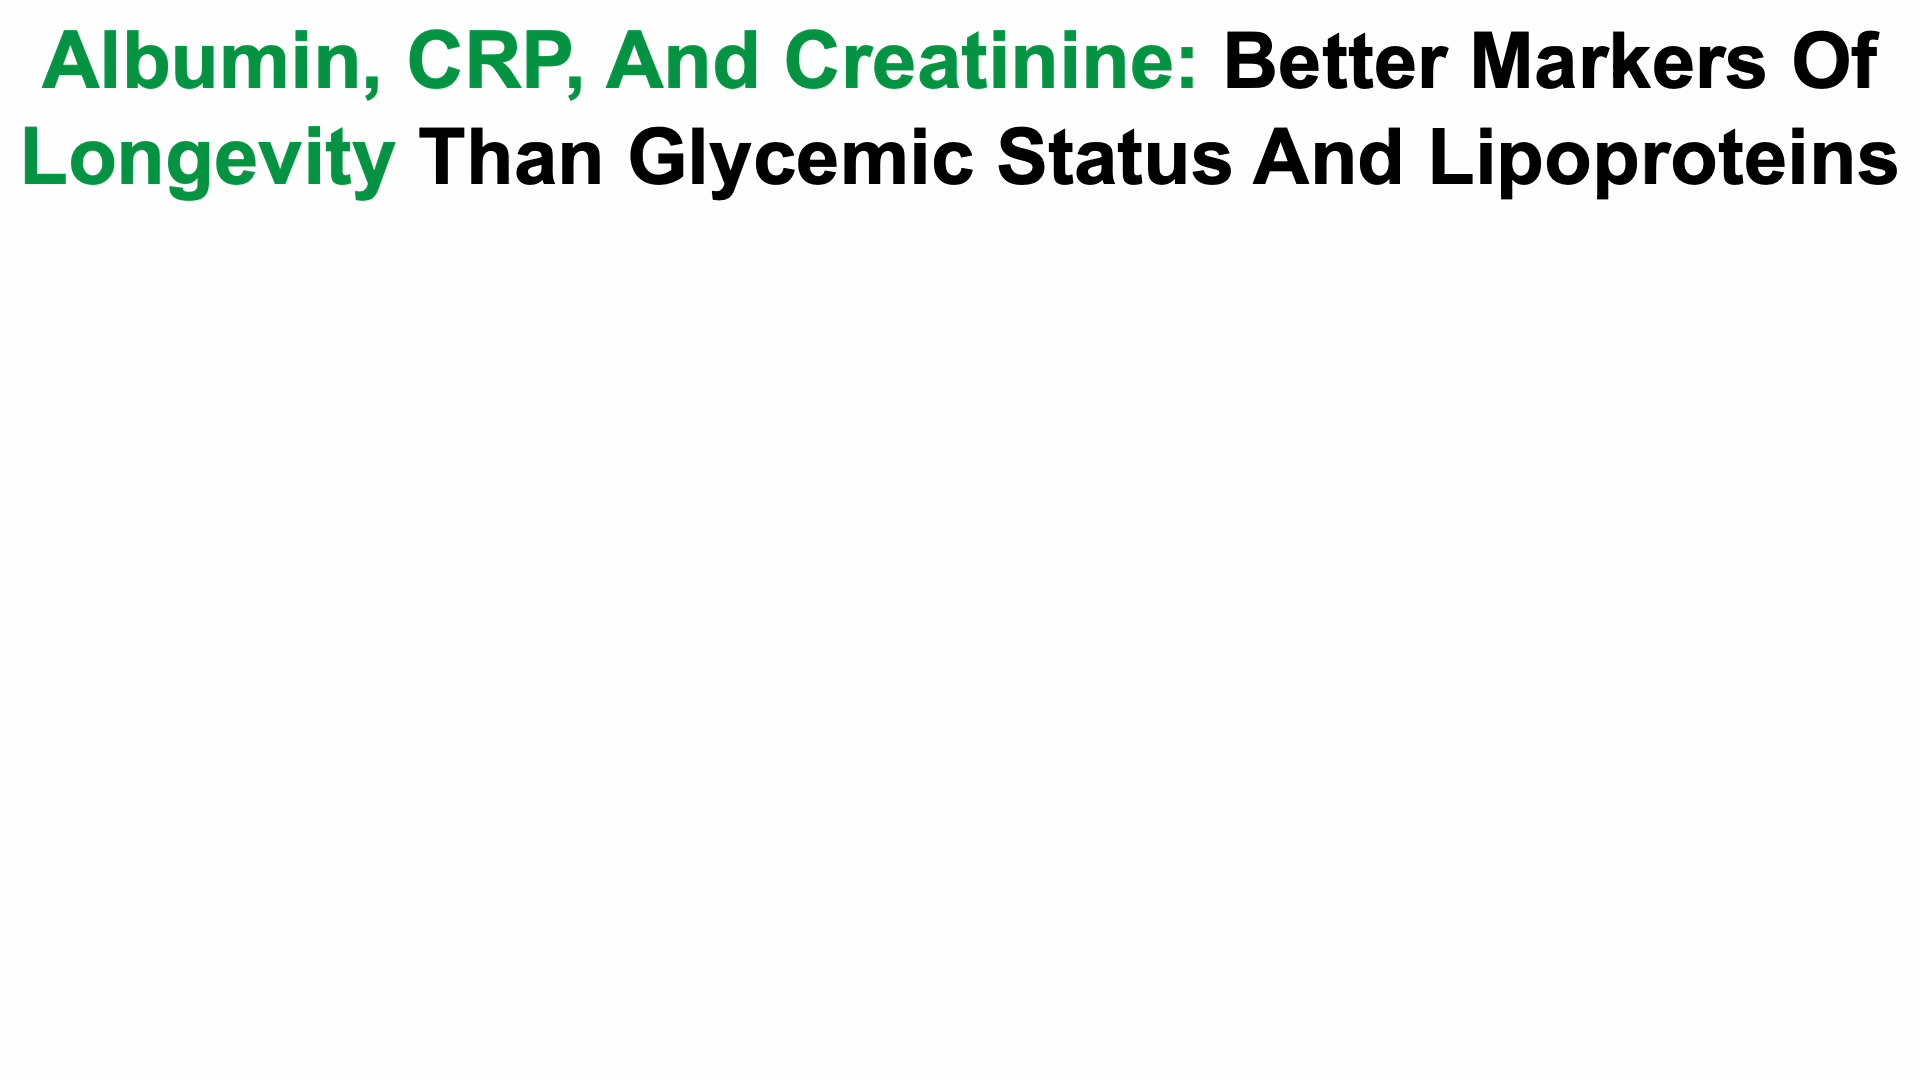 Albumin, CRP, And Creatinine: Better Markers Of
Longevity Than Glycemic Status And Lipoproteins